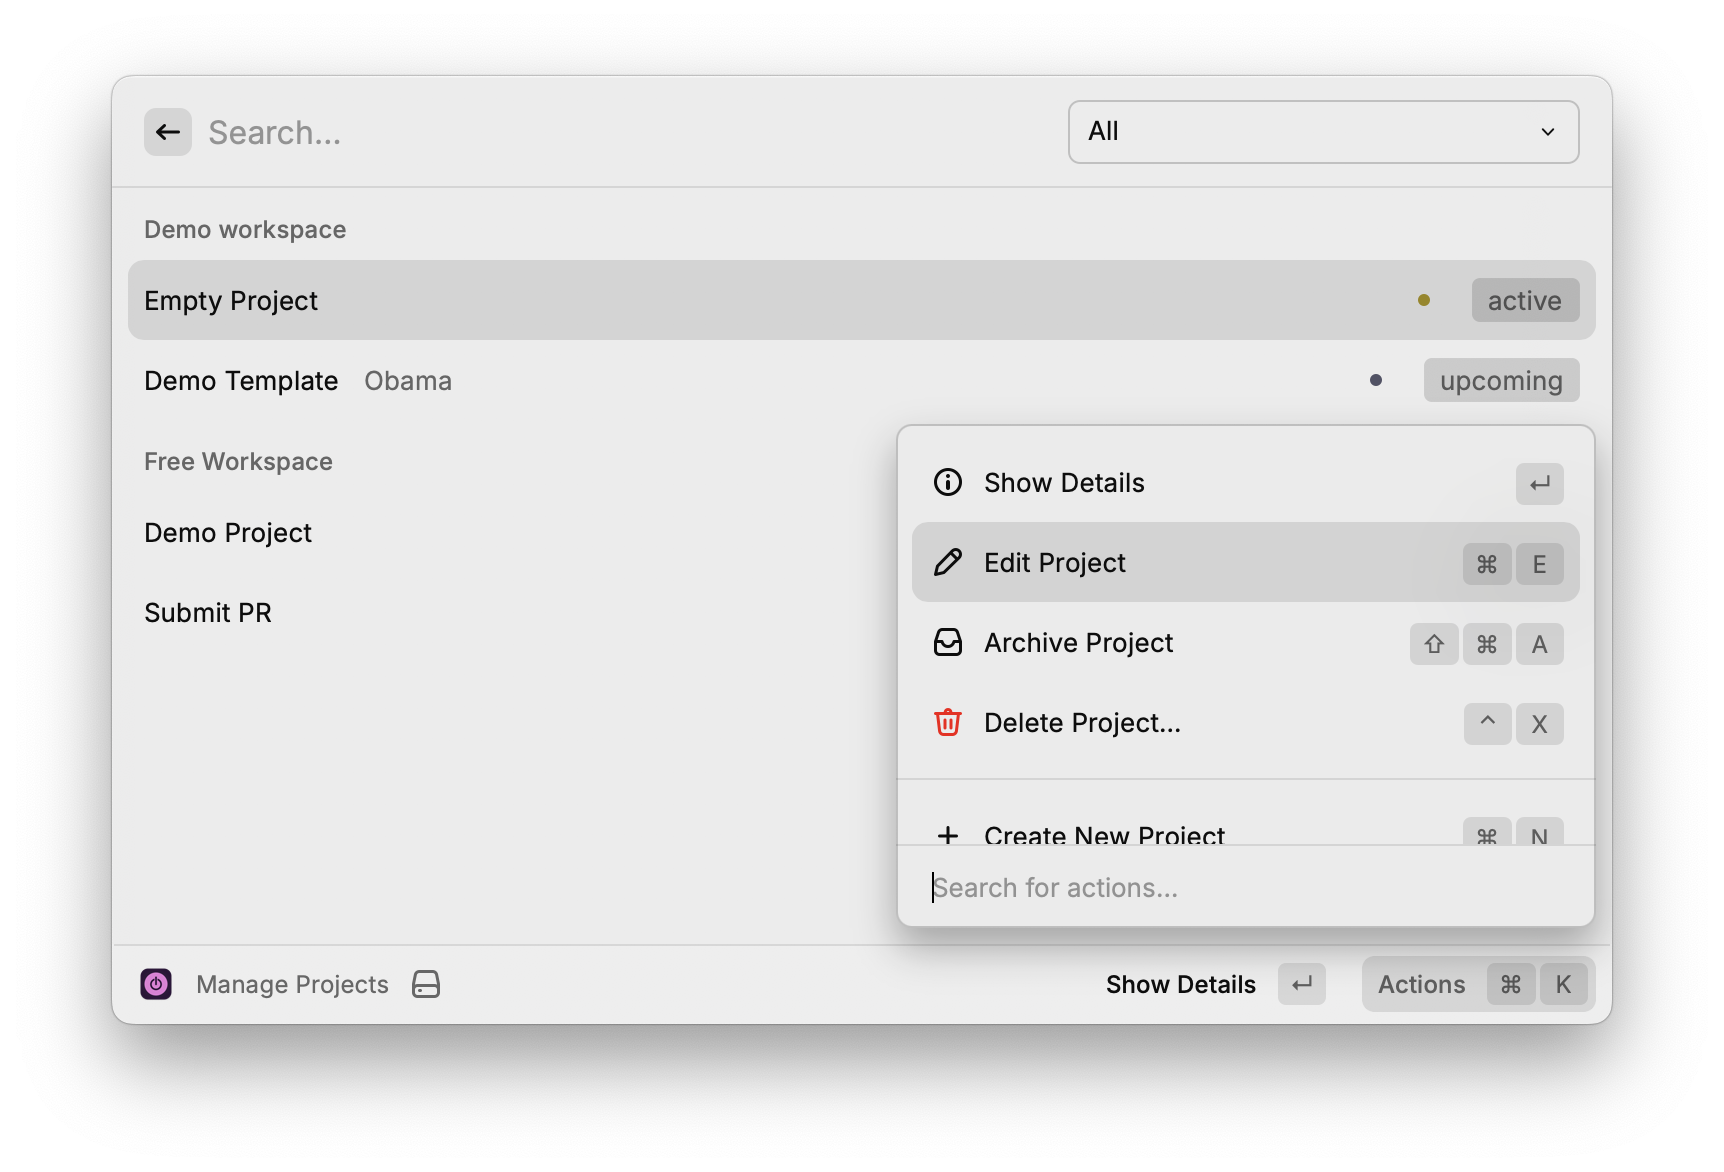 Search...
All
Demo workspace
Empty Project active
Demo Template Obama upcoming
Free Workspace
Demo Project
Submit PR
Show Details ↵
Edit Project ⌘ E
Archive Project ⇧ ⌘ A
Delete Project... ^ X
Create New Project ⌘ N
Search for actions...
Manage Projects Show Details ↵ Actions ⌘ K